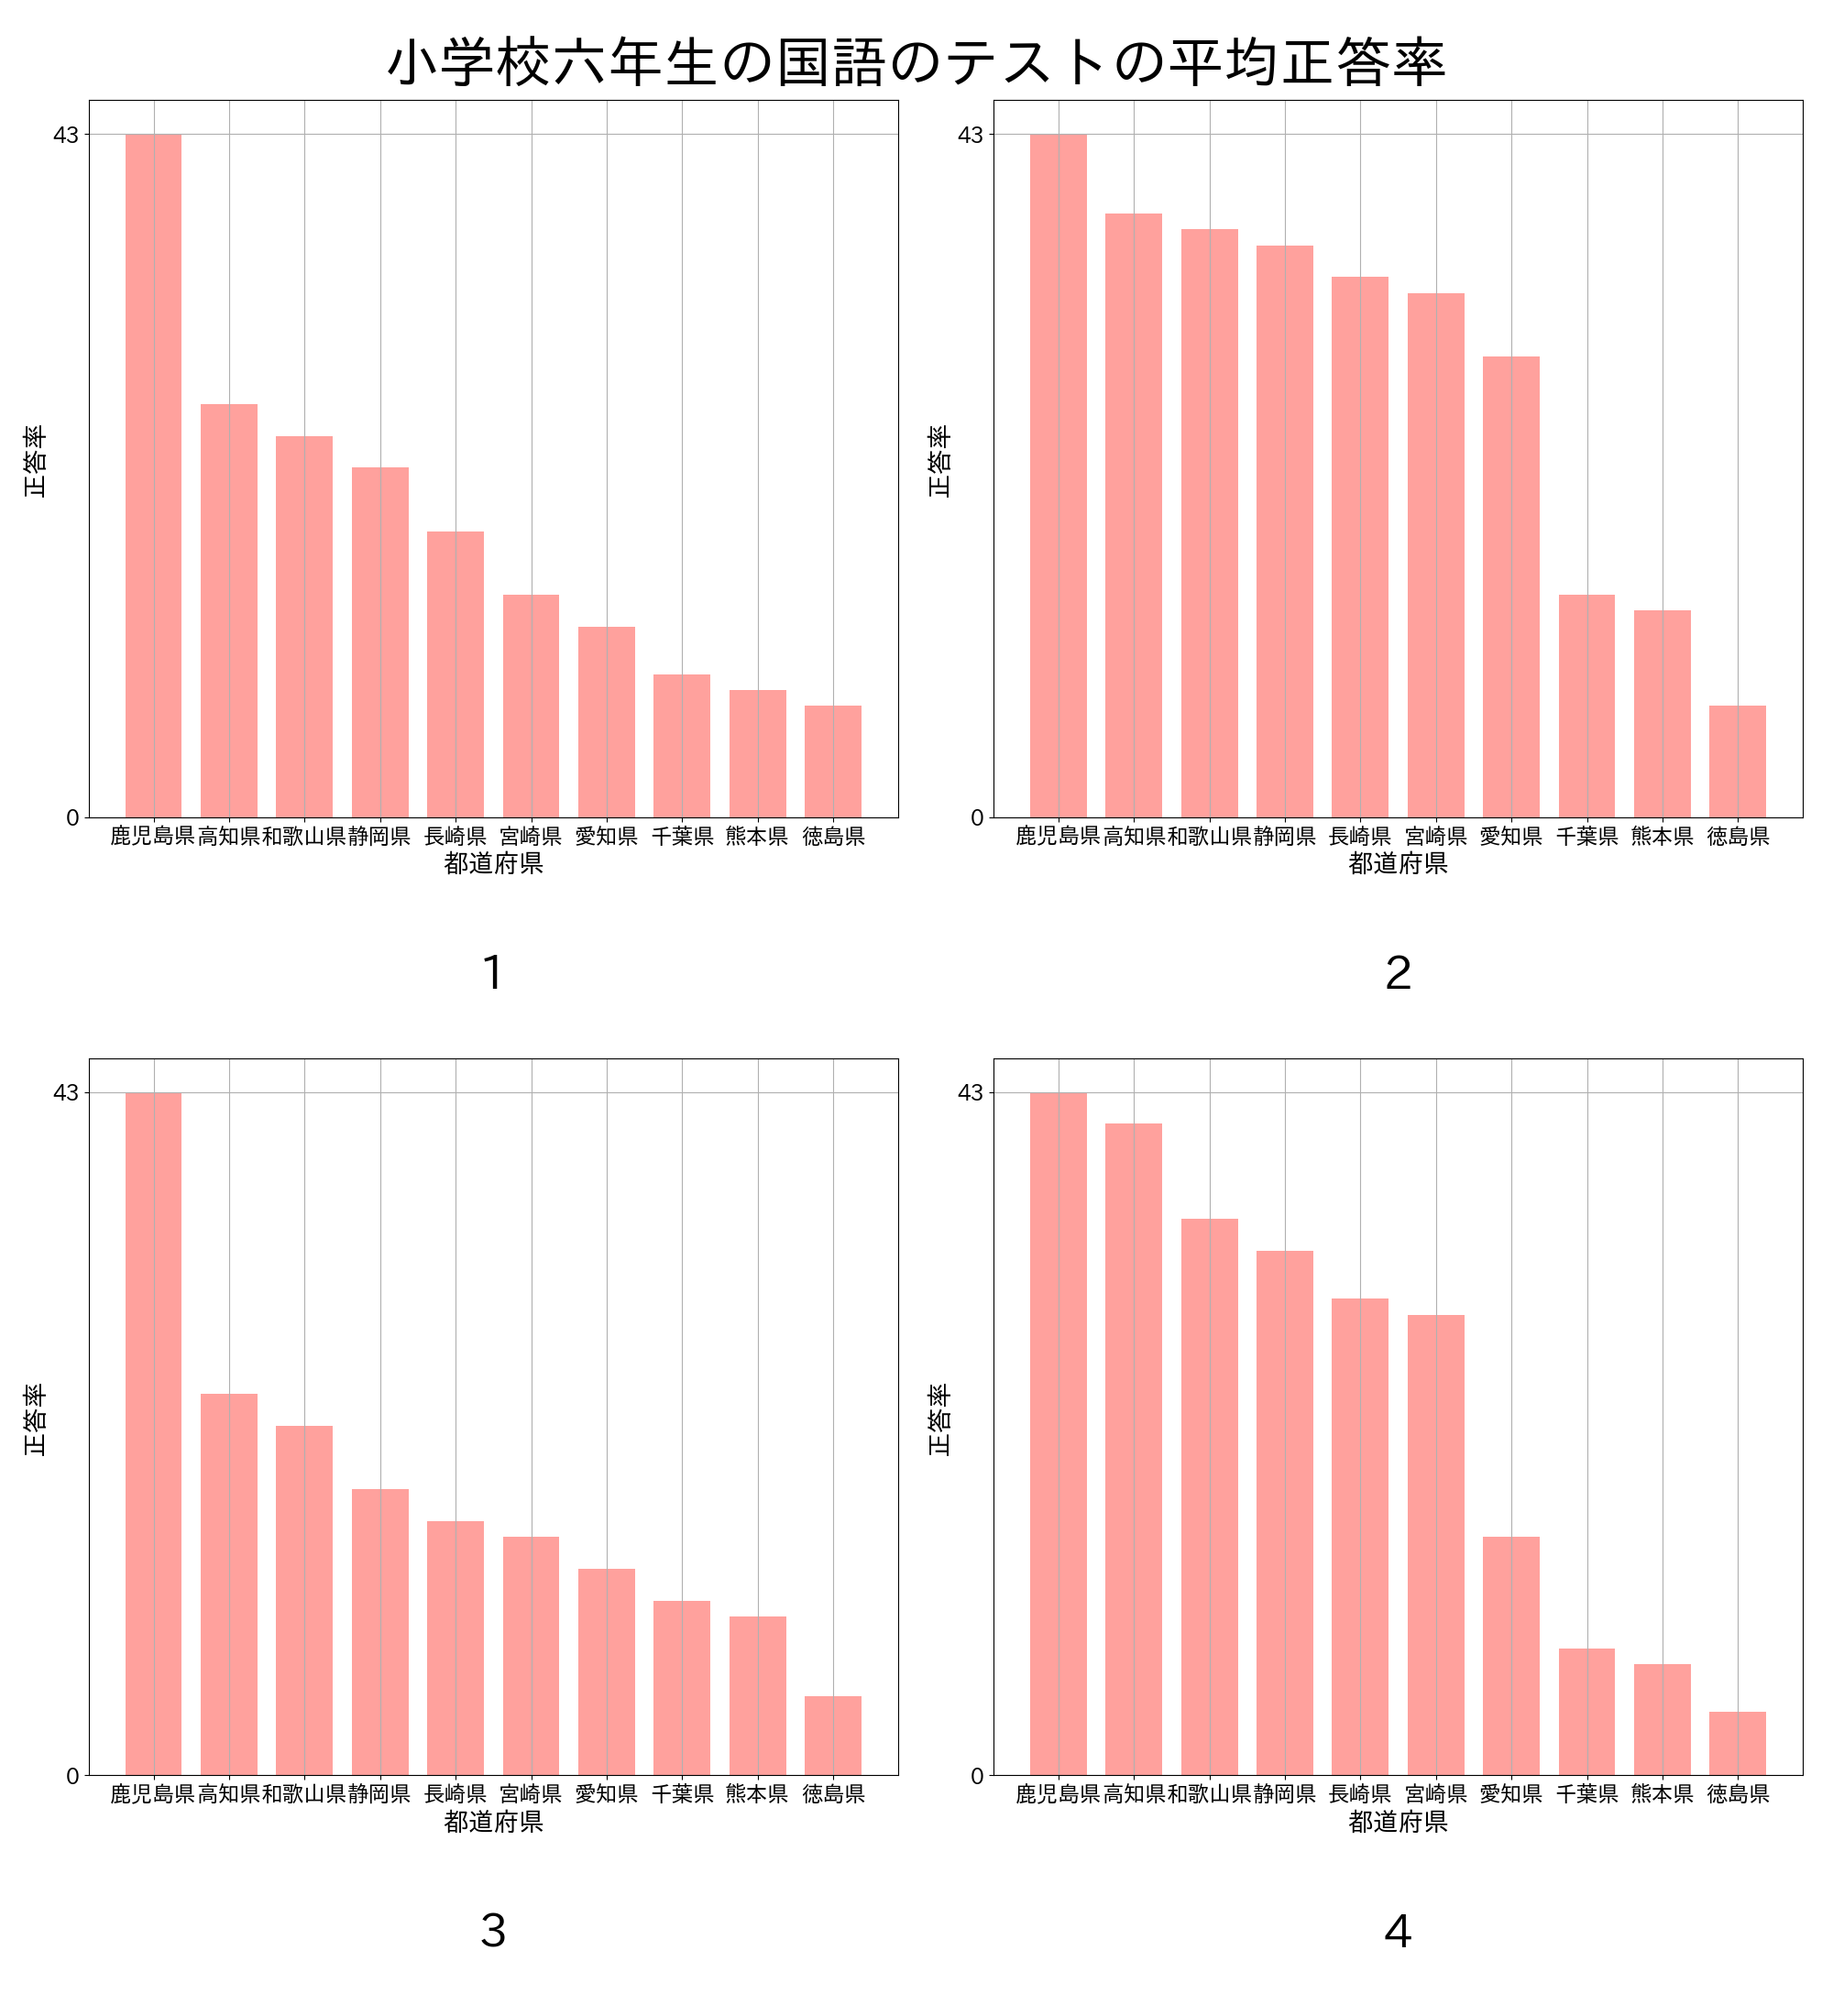 小学校六年生の国語のテストの平均正答率
43
0
正答率
鹿児島県 高知県 和歌山県 静岡県 長崎県 宮崎県 愛知県 千葉県 熊本県 徳島県
都道府県
1
43
0
正答率
鹿児島県 高知県 和歌山県 静岡県 長崎県 宮崎県 愛知県 千葉県 熊本県 徳島県
都道府県
2
43
0
正答率
鹿児島県 高知県 和歌山県 静岡県 長崎県 宮崎県 愛知県 千葉県 熊本県 徳島県
都道府県
3
43
0
正答率
鹿児島県 高知県 和歌山県 静岡県 長崎県 宮崎県 愛知県 千葉県 熊本県 徳島県
都道府県
4